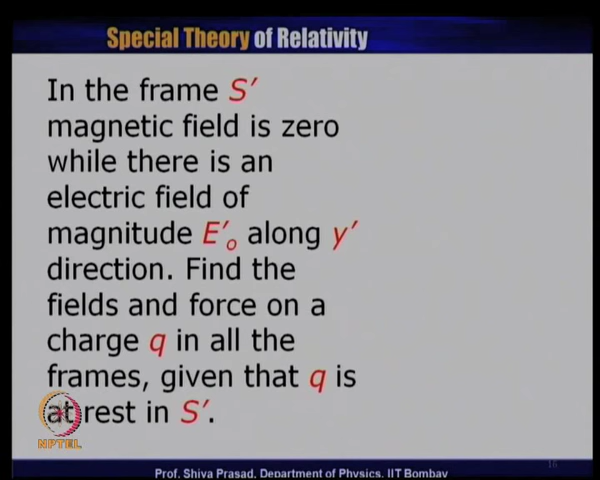 Special Theory of Relativity
In the frame S′
magnetic field is zero
while there is an
electric field of
magnitude E′o along y′
direction. Find the
fields and force on a
charge q in all the
frames, given that q is
at rest in S′.
NPTEL
16
Prof. Shiva Prasad, Department of Physics, IIT Bombay